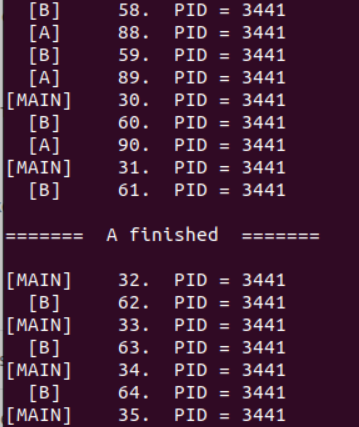 [B] 58. PID = 3441
[A] 88. PID = 3441
[B] 59. PID = 3441
[A] 89. PID = 3441
[MAIN] 30. PID = 3441
[B] 60. PID = 3441
[A] 90. PID = 3441
[MAIN] 31. PID = 3441
[B] 61. PID = 3441
======= A finished =======
[MAIN] 32. PID = 3441
[B] 62. PID = 3441
[MAIN] 33. PID = 3441
[B] 63. PID = 3441
[MAIN] 34. PID = 3441
[B] 64. PID = 3441
[MAIN] 35. PID = 3441